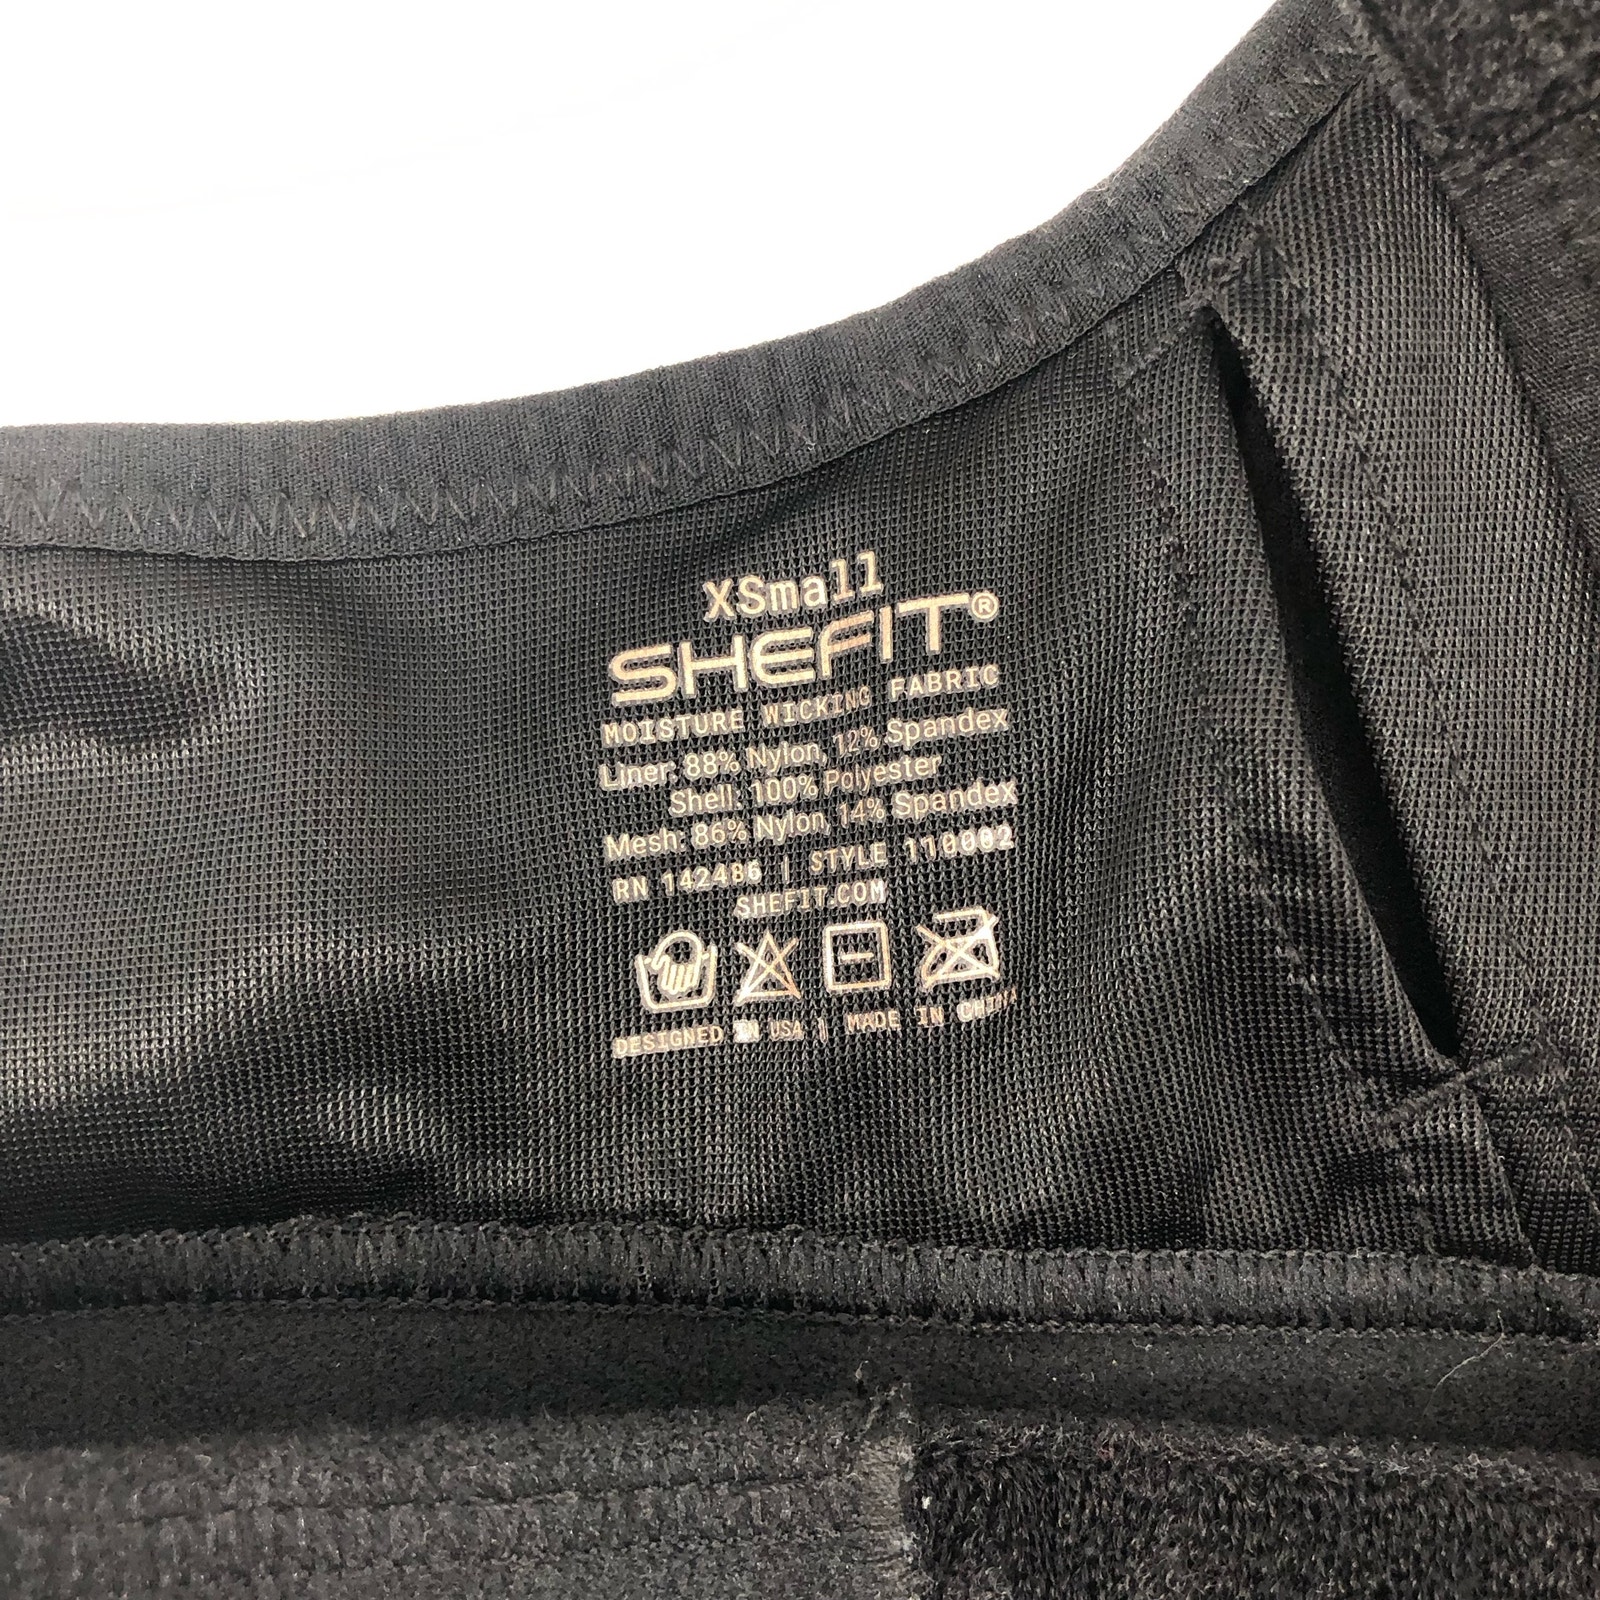 XSmall
SHEFIT®
MOISTURE WICKING FABRIC
Liner: 88% Nylon, 12% Spandex
Shell: 100% Polyester
Mesh: 86% Nylon, 14% Spandex
RN 142486 | STYLE 110002
SHEFIT.COM
DESIGNED IN USA | MADE IN CHINA